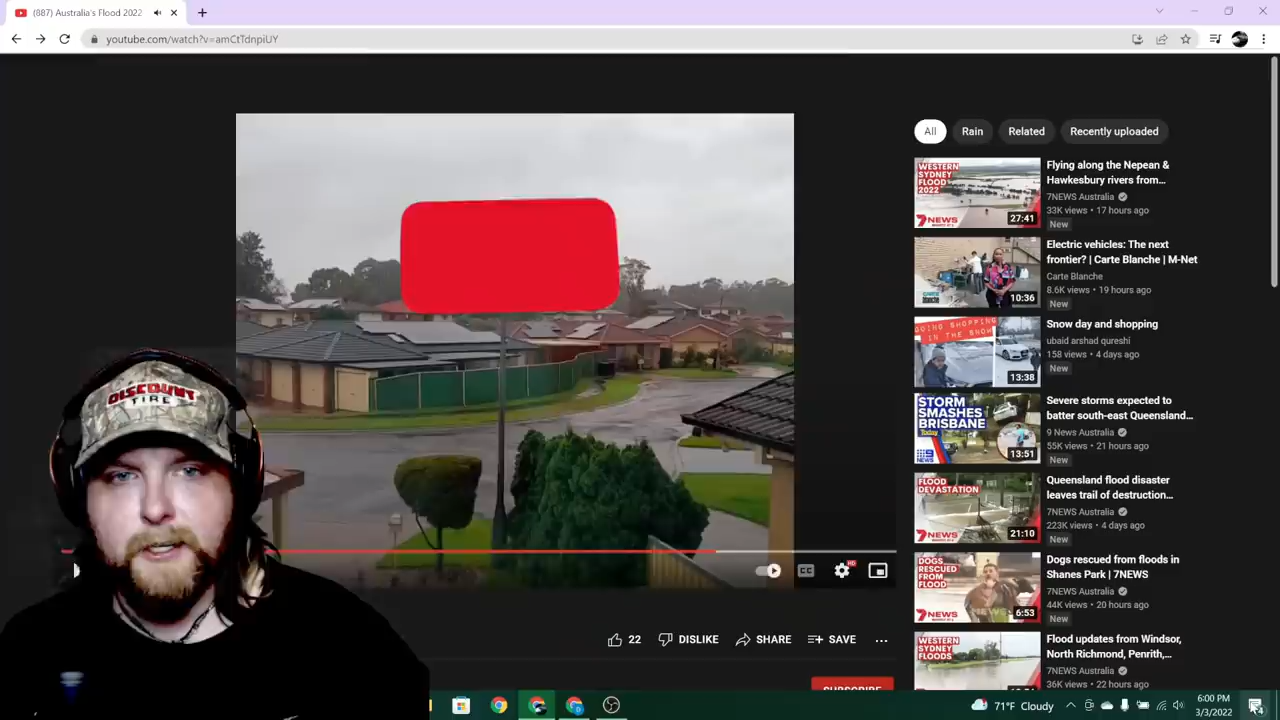 (887) Australia's Flood 2022
youtube.com/watch?v=amCtTdnpiUY
All
Rain
Related
Recently uploaded
WESTERN
SYDNEY
FLOOD
2022
7NEWS
27:41
Flying along the Nepean &
Hawkesbury rivers from...
7NEWS Australia
33K views • 17 hours ago
New
10:36
Electric vehicles: The next
frontier? | Carte Blanche | M-Net
Carte Blanche
8.6K views • 19 hours ago
New
GOING SHOPPING
IN THE SNOW
13:38
Snow day and shopping
ubaid arshad qureshi
158 views • 4 days ago
New
STORM
SMASHES
BRISBANE
Today
9
NEWS
13:51
Severe storms expected to
batter south-east Queensland...
9 News Australia
55K views • 21 hours ago
New
FLOOD
DEVASTATION
7NEWS
21:10
Queensland flood disaster
leaves trail of destruction...
7NEWS Australia
223K views • 4 days ago
New
DOGS
RESCUED
FROM
FLOOD
7NEWS
NEWS
6:53
Dogs rescued from floods in
Shanes Park | 7NEWS
7NEWS Australia
44K views • 20 hours ago
New
WESTERN
SYDNEY
FLOODS
Flood updates from Windsor,
North Richmond, Penrith,...
7NEWS Australia
36K views • 22 hours ago
DISCOUNT
TIRE
CC
HD
22
DISLIKE
SHARE
SAVE
SUBSCRIBE
71°F Cloudy
6:00 PM
3/3/2022